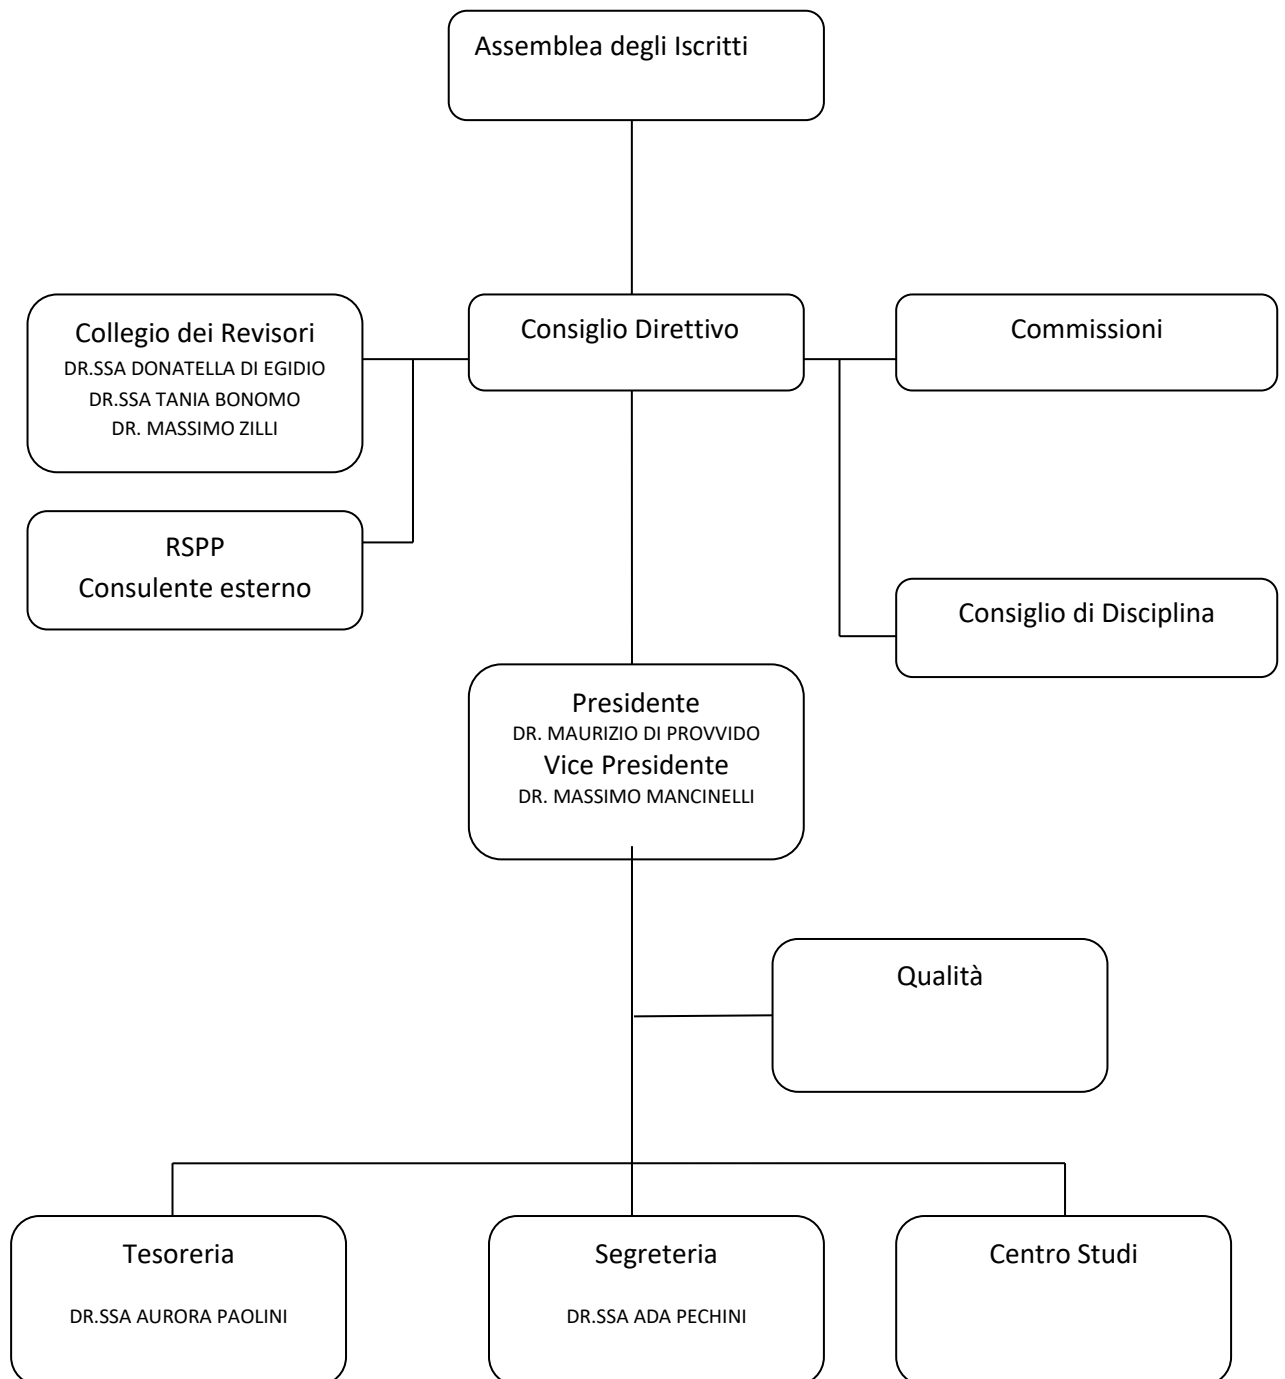 Assemblea degli Iscritti
Collegio dei Revisori
DR.SSA DONATELLA DI EGIDIO
DR.SSA TANIA BONOMO
DR. MASSIMO ZILLI
Consiglio Direttivo
Commissioni
RSPP
Consulente esterno
Consiglio di Disciplina
Presidente
DR. MAURIZIO DI PROVVIDO
Vice Presidente
DR. MASSIMO MANCINELLI
Qualità
Tesoreria
DR.SSA AURORA PAOLINI
Segreteria
DR.SSA ADA PECHINI
Centro Studi